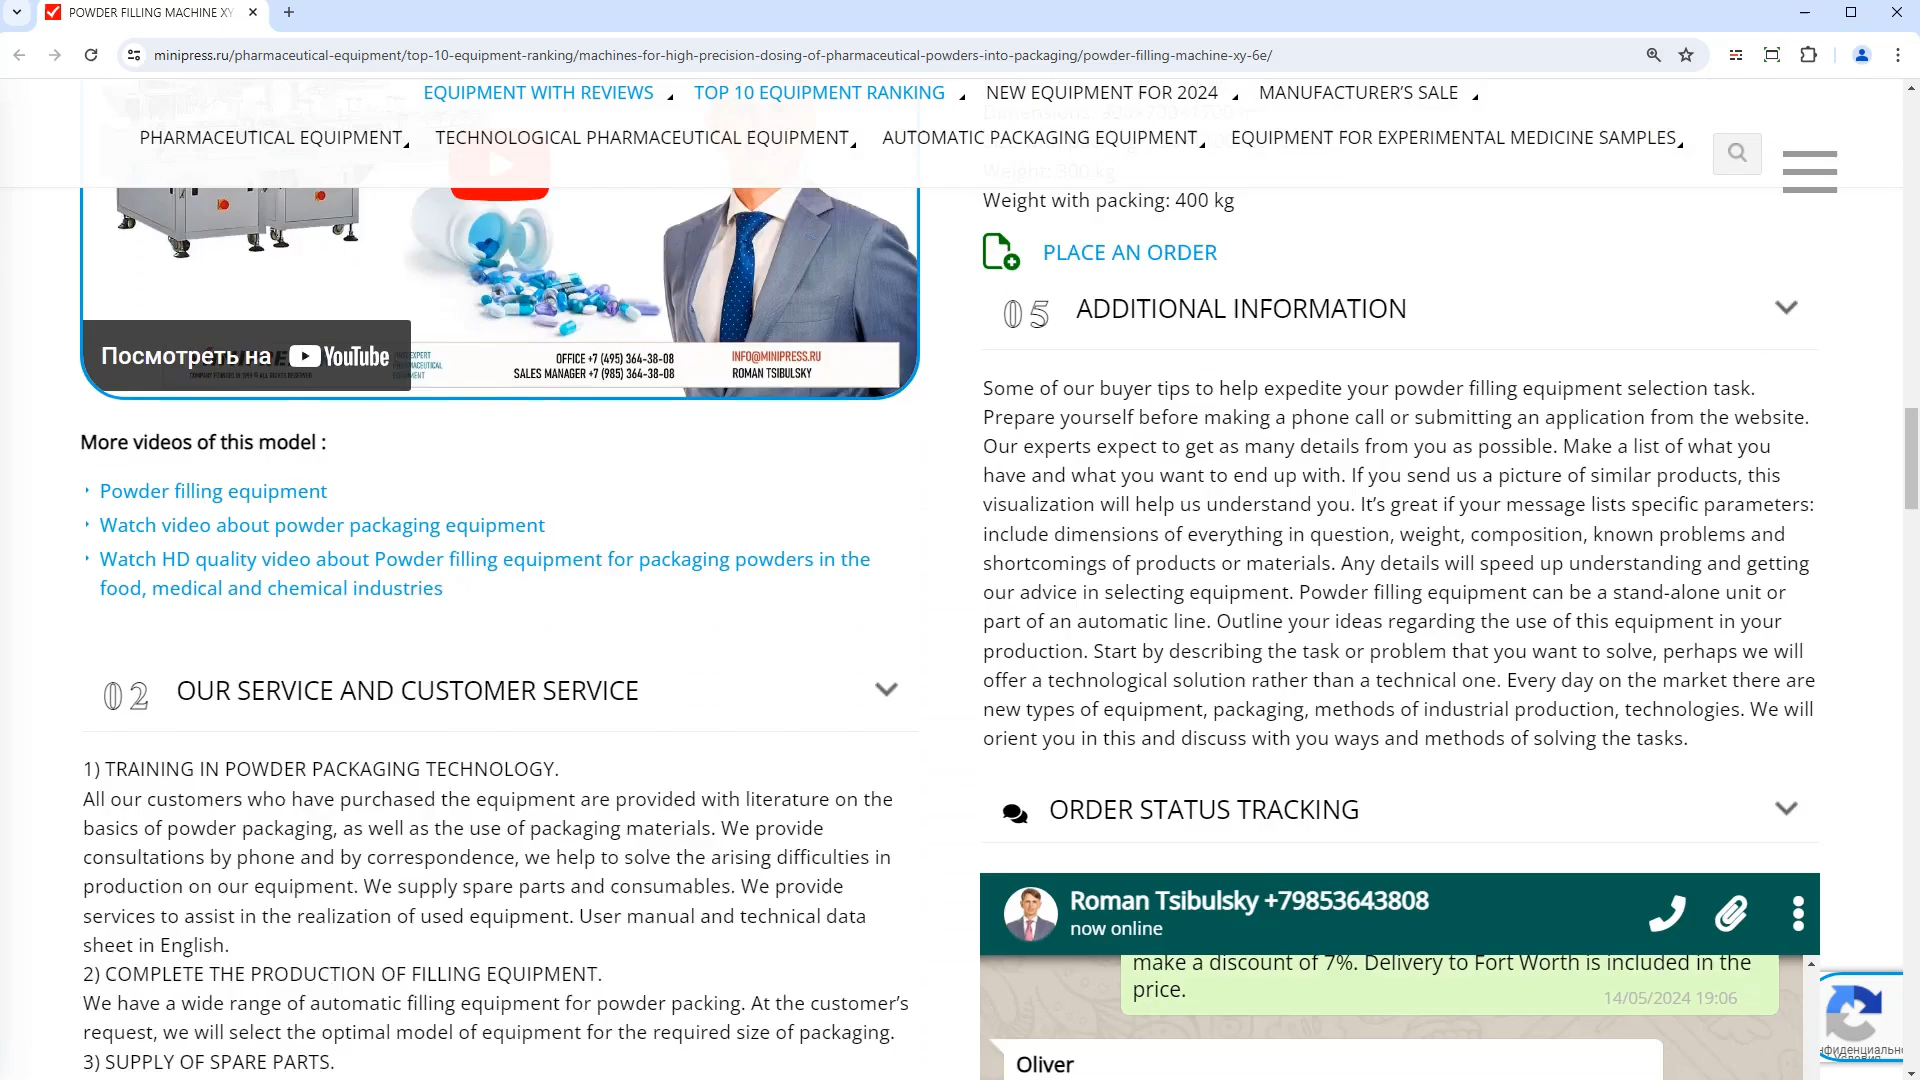 POWDER FILLING MACHINE XY
minipress.ru/pharmaceutical-equipment/top-10-equipment-ranking/machines-for-high-precision-dosing-of-pharmaceutical-powders-into-packaging/powder-filling-machine-xy-6e/
EQUIPMENT WITH REVIEWS
TOP 10 EQUIPMENT RANKING
NEW EQUIPMENT FOR 2024
MANUFACTURER'S SALE
PHARMACEUTICAL EQUIPMENT
TECHNOLOGICAL PHARMACEUTICAL EQUIPMENT
AUTOMATIC PACKAGING EQUIPMENT
EQUIPMENT FOR EXPERIMENTAL MEDICINE SAMPLES
Посмотреть на YouTube
OFFICE +7 (495) 364-38-08
SALES MANAGER +7 (985) 364-38-08
INFO@MINIPRESS.RU
ROMAN TSIBULSKY
More videos of this model :
Powder filling equipment
Watch video about powder packaging equipment
Watch HD quality video about Powder filling equipment for packaging powders in the
food, medical and chemical industries
02 OUR SERVICE AND CUSTOMER SERVICE
1) TRAINING IN POWDER PACKAGING TECHNOLOGY.
All our customers who have purchased the equipment are provided with literature on the
basics of powder packaging, as well as the use of packaging materials. We provide
consultations by phone and by correspondence, we help to solve the arising difficulties in
production on our equipment. We supply spare parts and consumables. We provide
services to assist in the realization of used equipment. User manual and technical data
sheet in English.
2) COMPLETE THE PRODUCTION OF FILLING EQUIPMENT.
We have a wide range of automatic filling equipment for powder packing. At the customer's
request, we will select the optimal model of equipment for the required size of packaging.
3) SUPPLY OF SPARE PARTS.
Weight: 300 kg
Weight with packing: 400 kg
PLACE AN ORDER
05 ADDITIONAL INFORMATION
Some of our buyer tips to help expedite your powder filling equipment selection task.
Prepare yourself before making a phone call or submitting an application from the website.
Our experts expect to get as many details from you as possible. Make a list of what you
have and what you want to end up with. If you send us a picture of similar products, this
visualization will help us understand you. It's great if your message lists specific parameters:
include dimensions of everything in question, weight, composition, known problems and
shortcomings of products or materials. Any details will speed up understanding and getting
our advice in selecting equipment. Powder filling equipment can be a stand-alone unit or
part of an automatic line. Outline your ideas regarding the use of this equipment in your
production. Start by describing the task or problem that you want to solve, perhaps we will
offer a technological solution rather than a technical one. Every day on the market there are
new types of equipment, packaging, methods of industrial production, technologies. We will
orient you in this and discuss with you ways and methods of solving the tasks.
ORDER STATUS TRACKING
Roman Tsibulsky +79853643808
now online
make a discount of 7%. Delivery to Fort Worth is included in the
price.
14/05/2024 19:06
Oliver